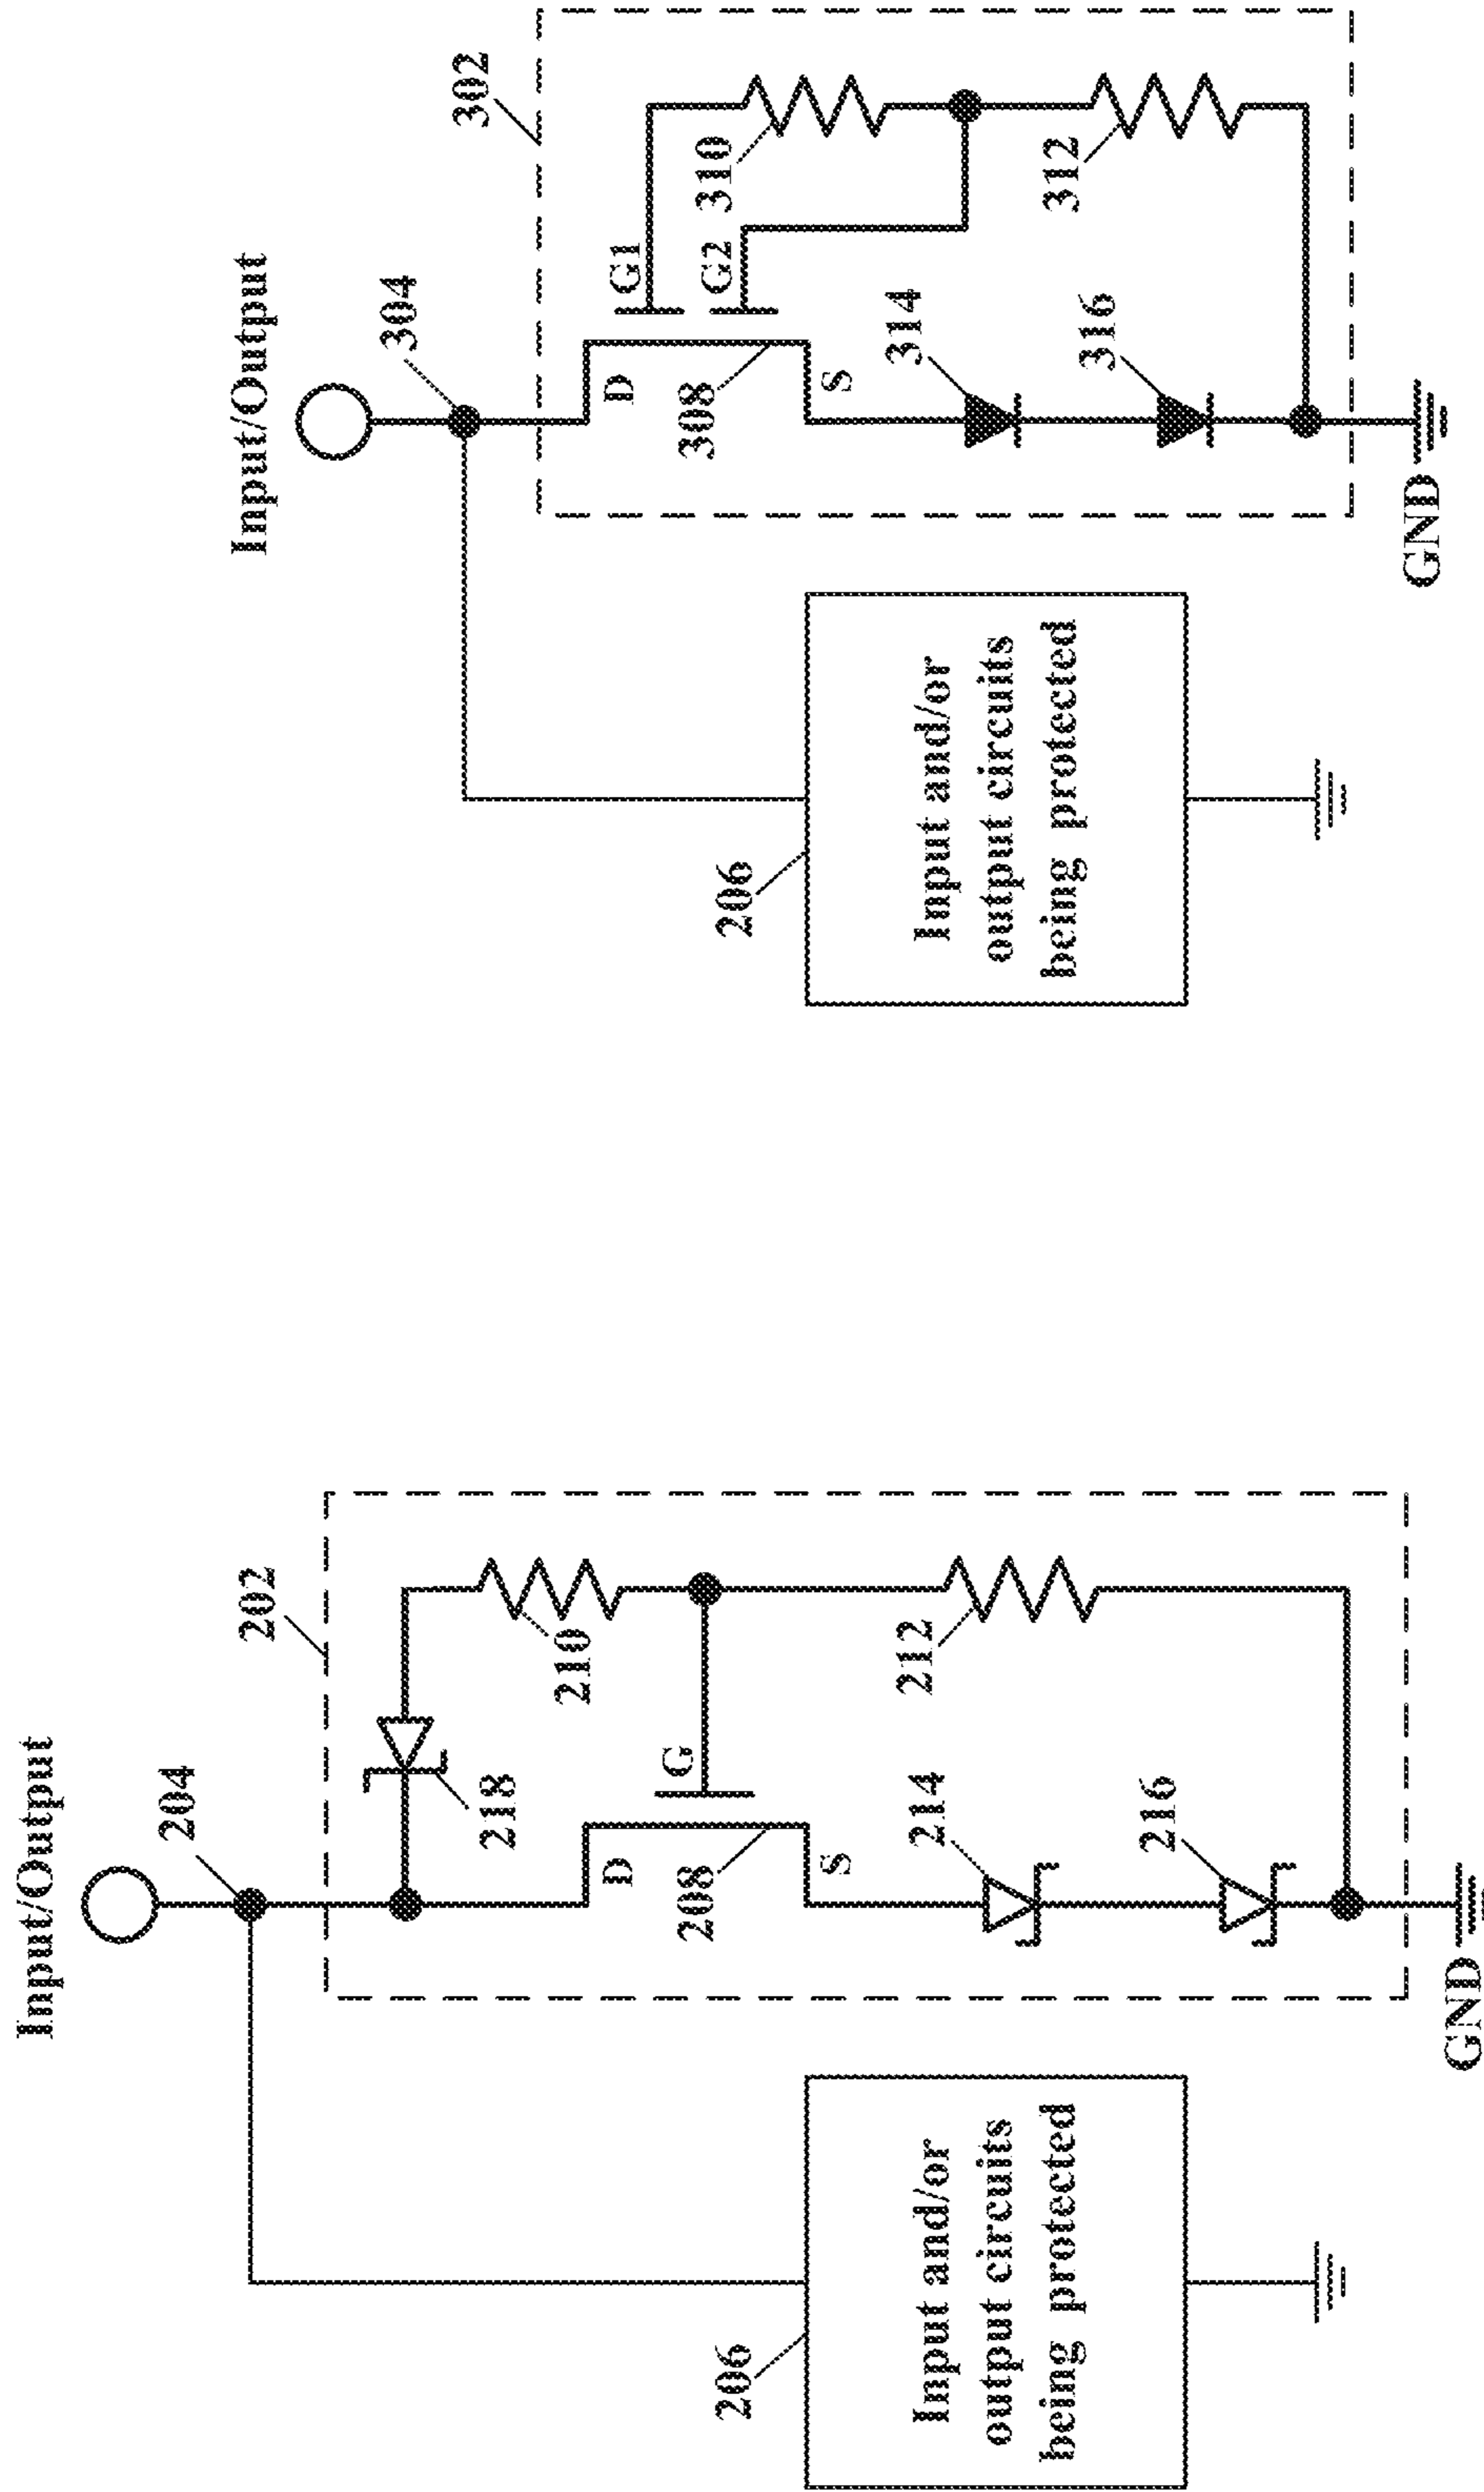 Input/Output
204
202
218
210
G
D
208
S
212
214
216
206
Input and/or
output circuits
being protected
GND
Input/Output
304
302
G1
310
G2
D
308
S
312
314
316
206
Input and/or
output circuits
being protected
GND